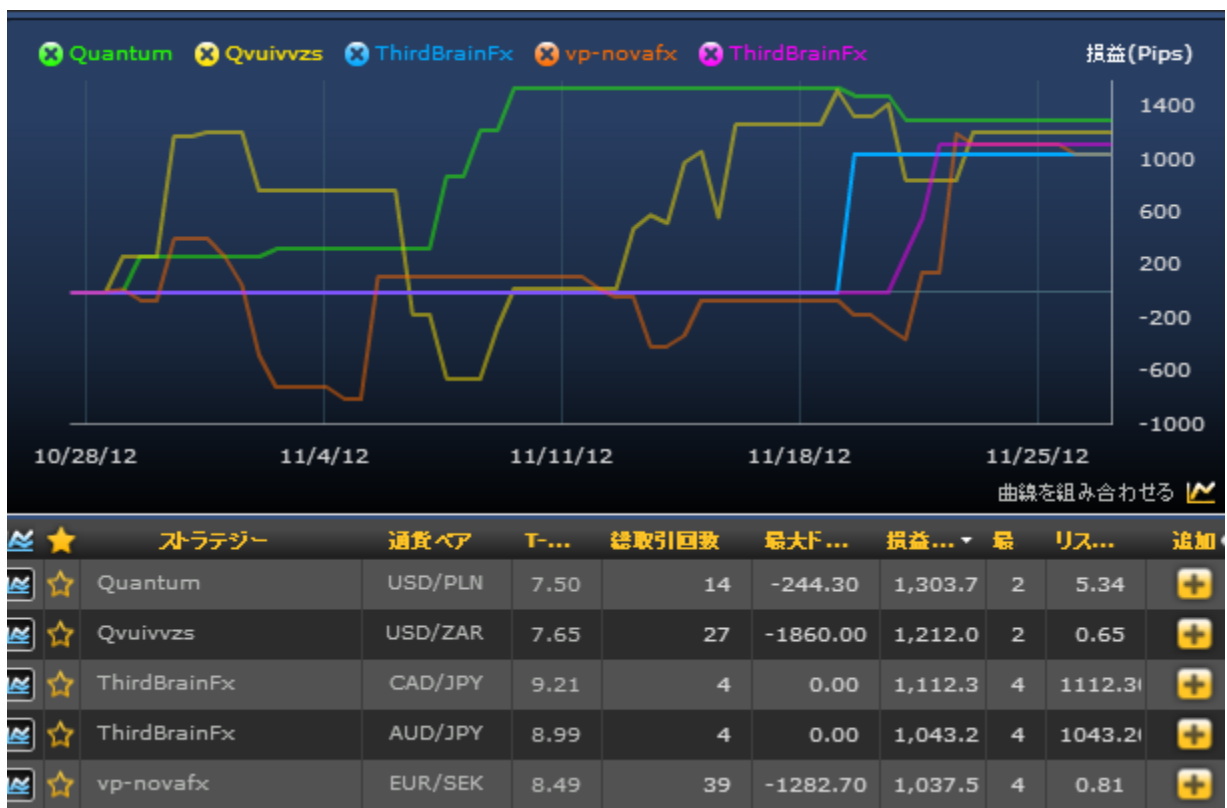 Quantum Qvuivvzs ThirdBrainFx vp-novafx ThirdBrainFx 損益(Pips)
1400
1000
600
200
-200
-600
-1000
10/28/12 11/4/12 11/11/12 11/18/12 11/25/12
曲線を組み合わせる
ストラテジー 通貨ペア T-... 総取引回数 最大ド... 損益... 最 リス... 追加
Quantum USD/PLN 7.50 14 -244.30 1,303.7 2 5.34
Qvuivvzs USD/ZAR 7.65 27 -1860.00 1,212.0 2 0.65
ThirdBrainFx CAD/JPY 9.21 4 0.00 1,112.3 4 1112.3
ThirdBrainFx AUD/JPY 8.99 4 0.00 1,043.2 4 1043.2
vp-novafx EUR/SEK 8.49 39 -1282.70 1,037.5 4 0.81